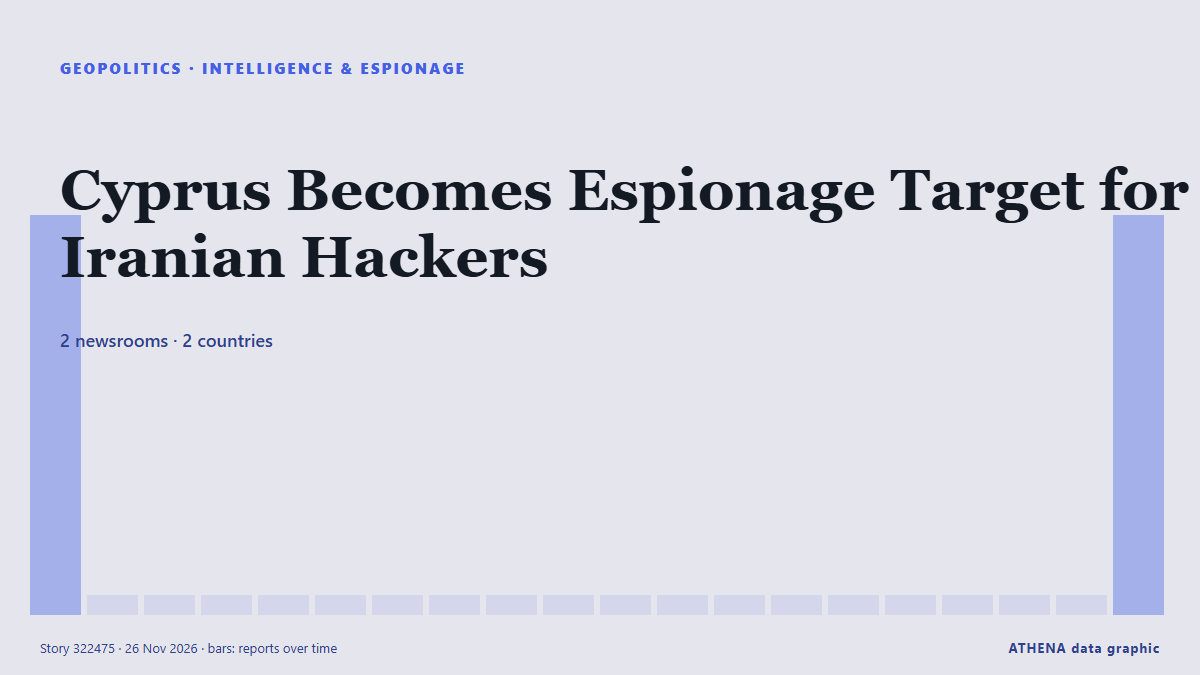 GEOPOLITICS · INTELLIGENCE & ESPIONAGE
Cyprus Becomes Espionage Target for
Iranian Hackers
2 newsrooms · 2 countries
Story 322475 · 26 Nov 2026 · bars: reports over time
ATHENA data graphic